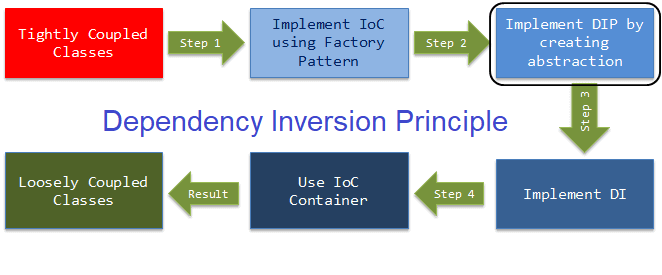 Tightly Coupled
Classes
Step 1
Implement IoC
using Factory
Pattern
Step 2
Implement DIP by
creating
abstraction
Step 3
Dependency Inversion Principle
Implement DI
Step 4
Use IoC
Container
Result
Loosely Coupled
Classes